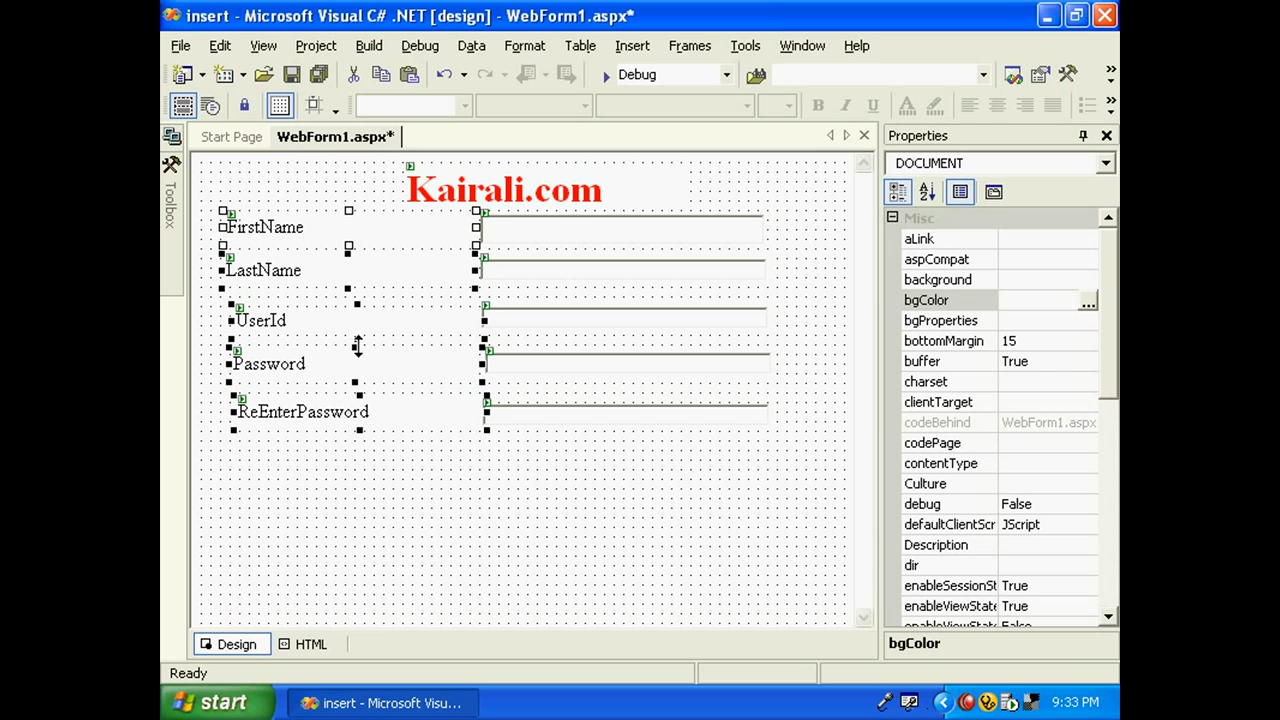 insert - Microsoft Visual C# .NET [design] - WebForm1.aspx*
File Edit View Project Build Debug Data Format Table Insert Frames Tools Window Help
Debug
B I U A
Start Page WebForm1.aspx*
Toolbox
Kairali.com
FirstName
LastName
UserId
Password
ReEnterPassword
Design HTML
Properties
DOCUMENT
Misc
aLink
aspCompat
background
bgColor ...
bgProperties
bottomMargin 15
buffer True
charset
clientTarget
codeBehind WebForm1.aspx
codePage
contentType
Culture
debug False
defaultClientScr JScript
Description
dir
enableSessionSt True
enableViewState True
enableViewState False
bgColor
Ready
start insert - Microsoft Visu... 9:33 PM